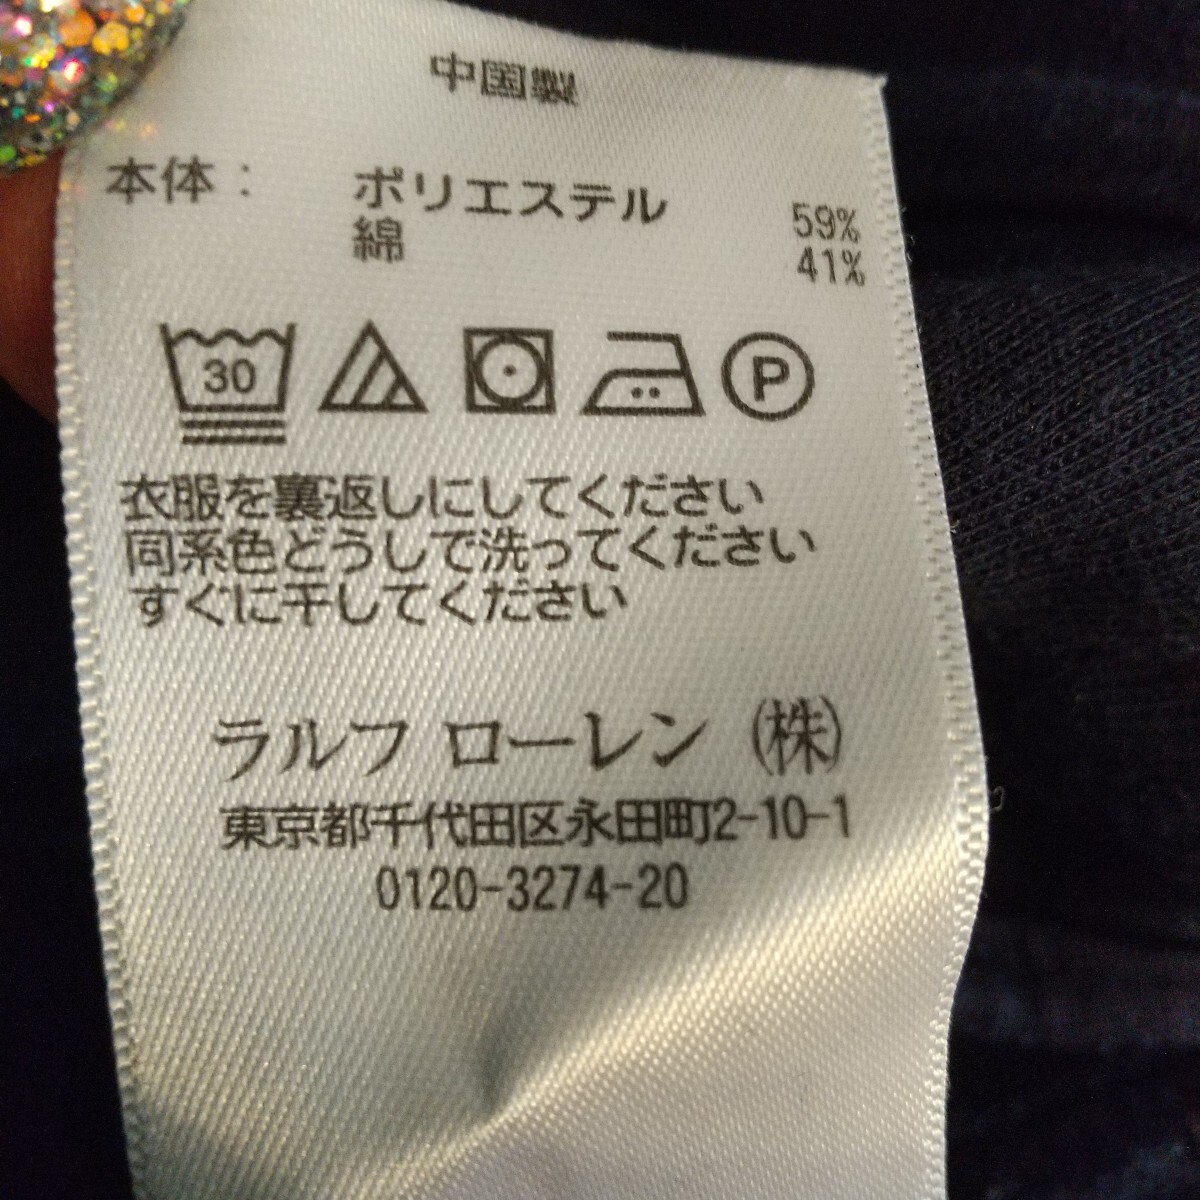 中国製
本体： ポリエステル 59%
綿 41%
30 P
衣服を裏返しにしてください
同系色どうしで洗ってください
すぐに干してください
ラルフ ローレン (株)
東京都千代田区永田町2-10-1
0120-3274-20